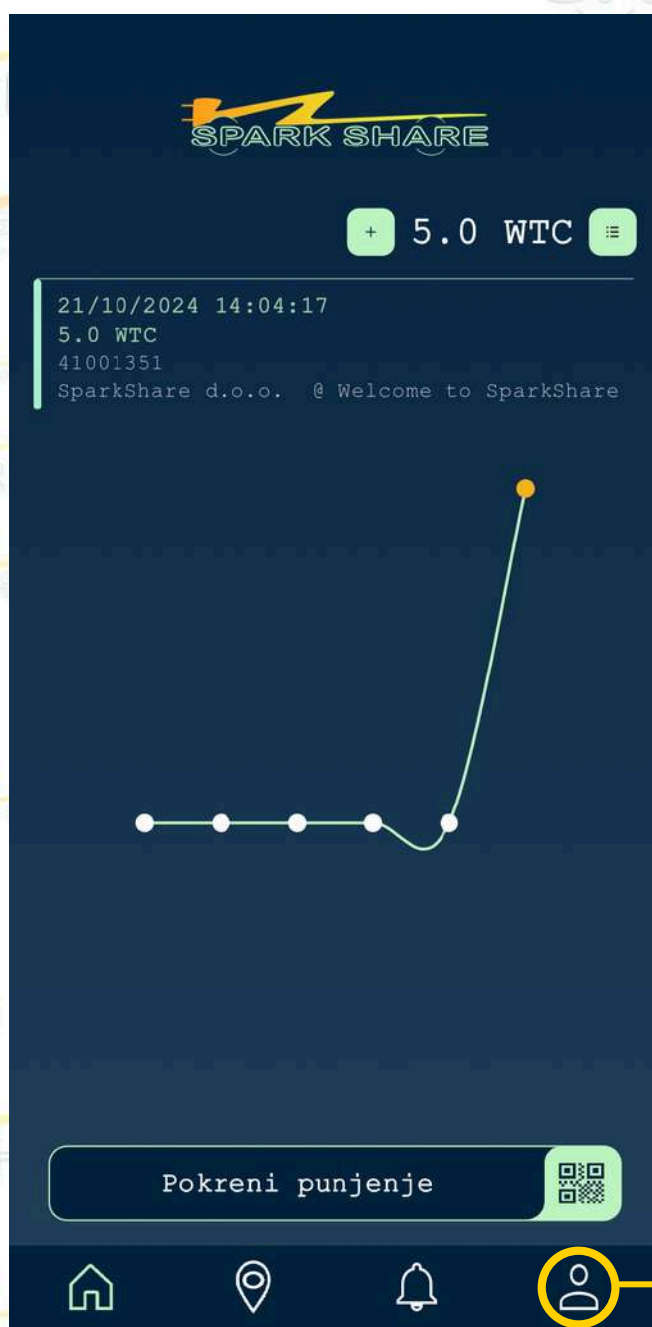 SPARK SHARE
+ 5.0 WTC
21/10/2024 14:04:17
5.0 WTC
41001351
SparkShare d.o.o. @ Welcome to SparkShare
Pokreni punjenje